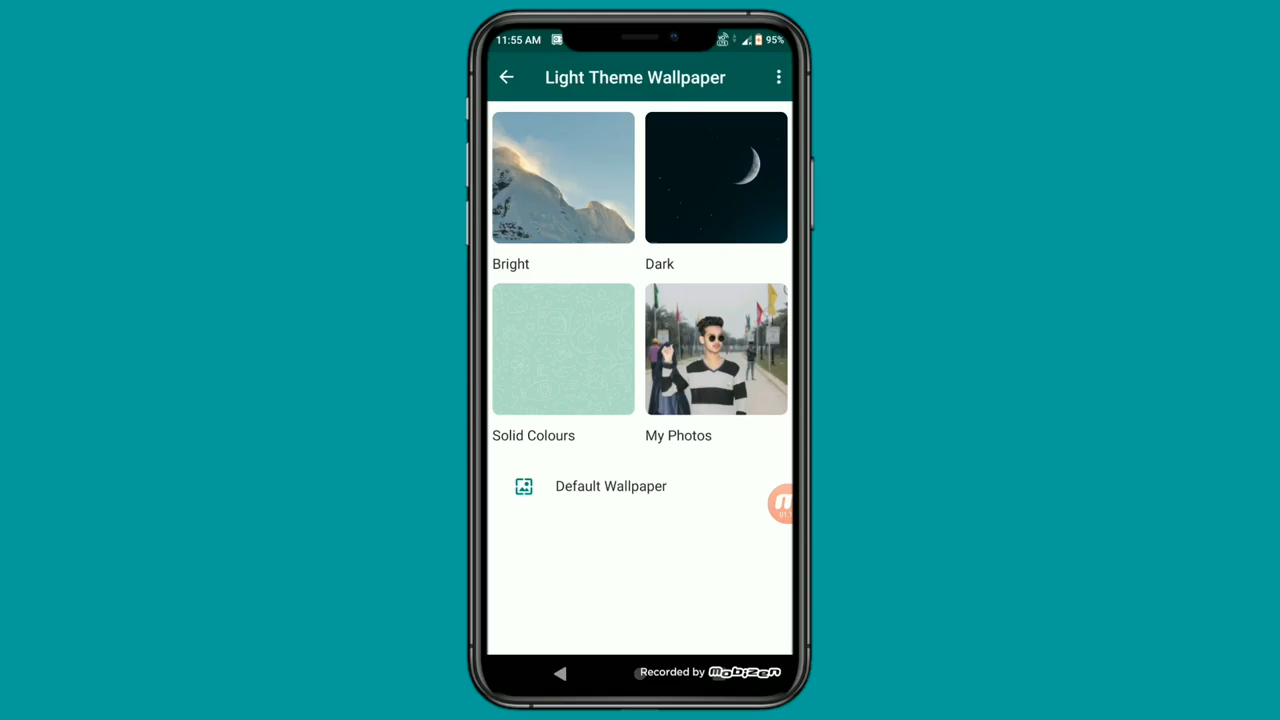 11:55 AM
95%
Light Theme Wallpaper
Bright
Dark
Solid Colours
My Photos
Default Wallpaper
Recorded by mobizen